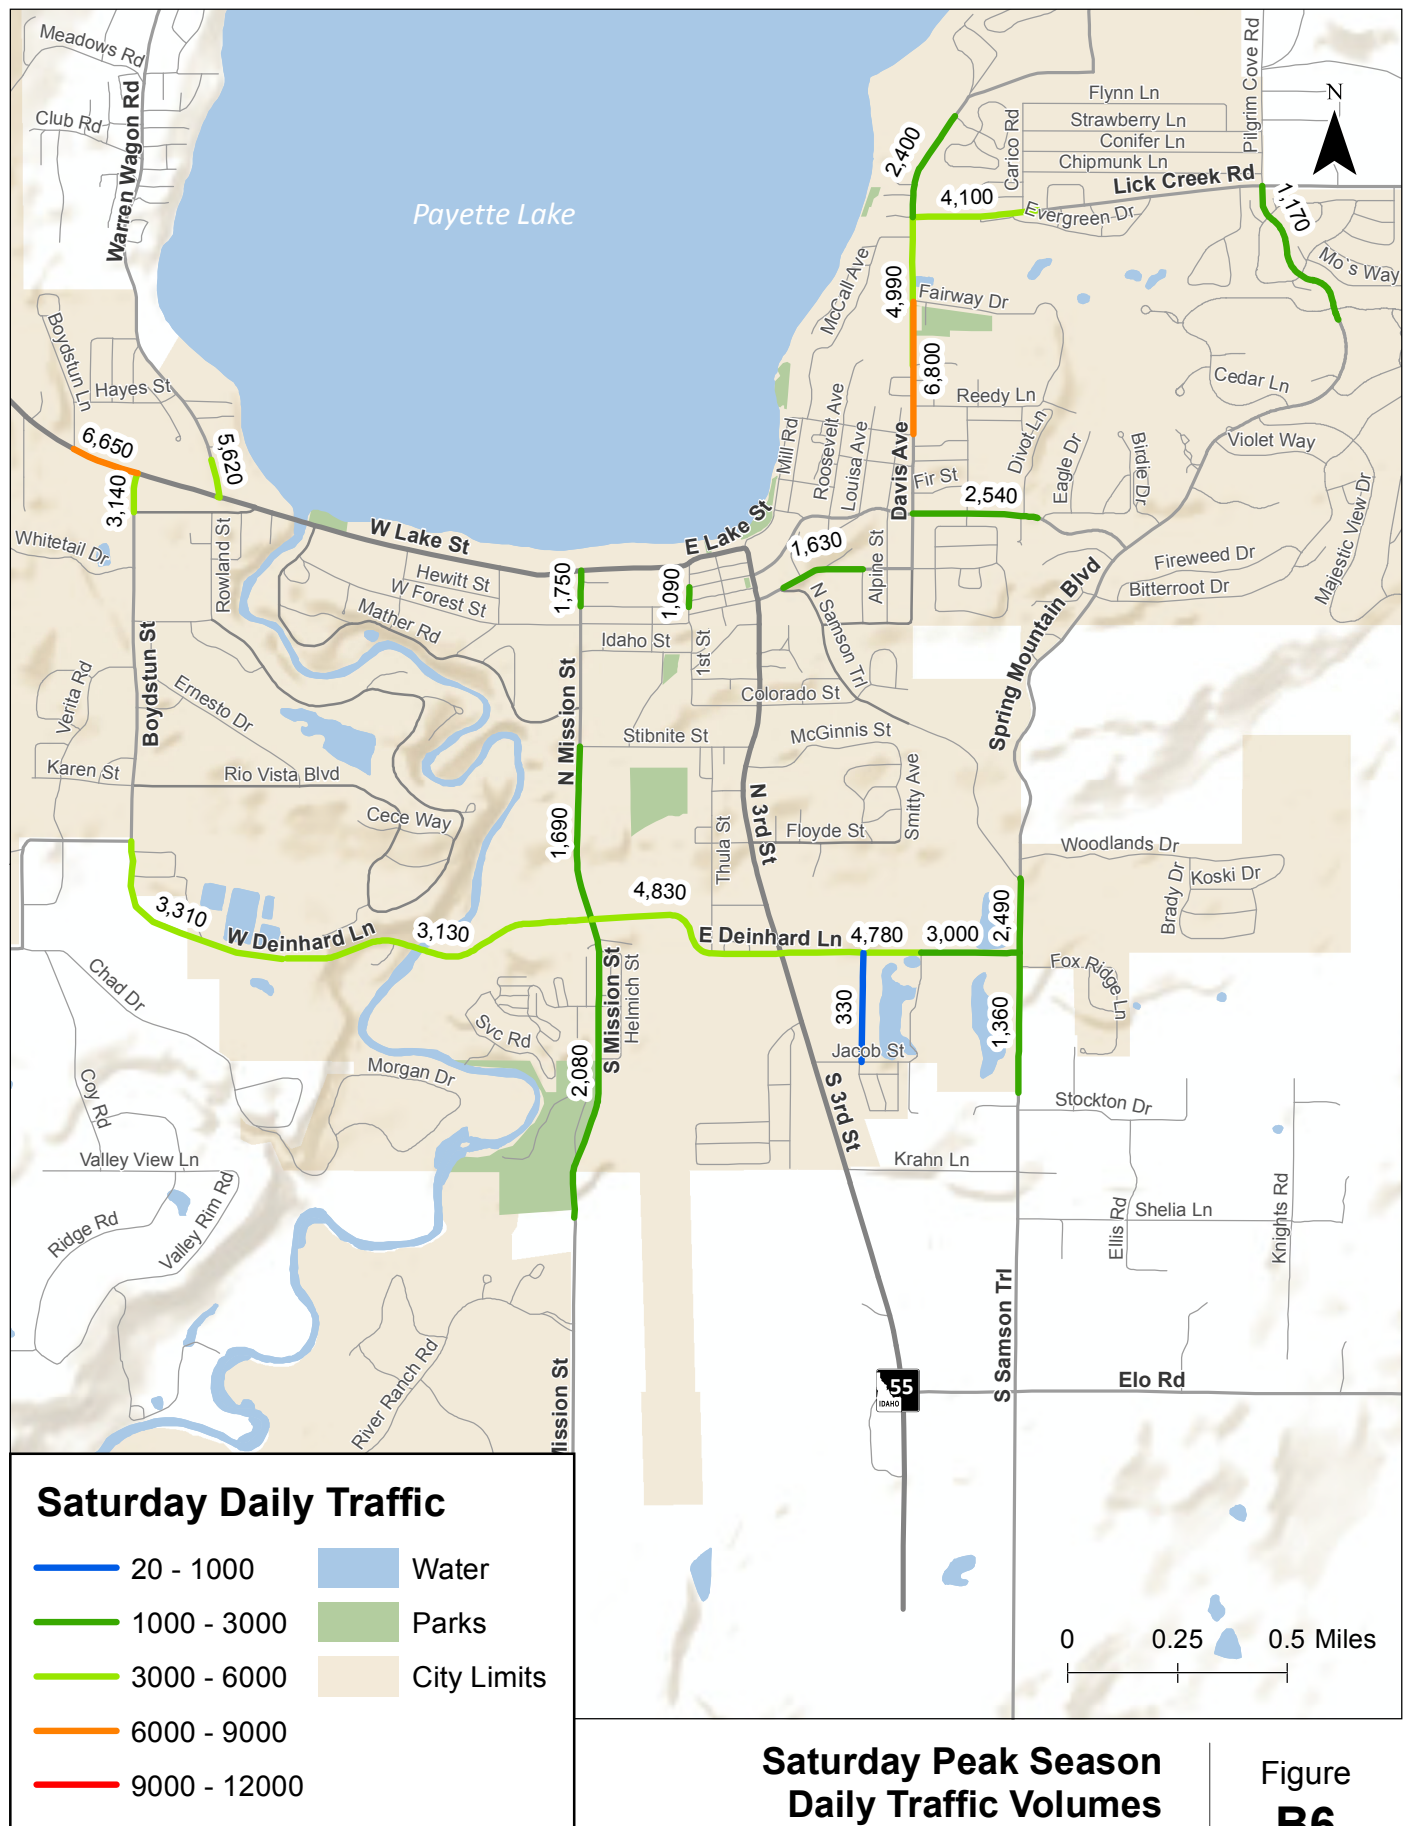 Meadows Rd
Club Rd
Warren Wagon Rd
Payette Lake
Flynn Ln
Strawberry Ln
Conifer Ln
Chipmunk Ln
Carico Rd
Pilgrim Cove Rd
N
Lick Creek Rd
Evergreen Dr
2,400
4,100
1,170
Mo`s Way
McCall Ave
4,990
Fairway Dr
6,800
Reedy Ln
Cedar Ln
Boydstun Ln
Hayes St
6,650
5,620
3,140
Mill Rd
Roosevelt Ave
Louisa Ave
Davis Ave
Fir St
Divot Ln
Eagle Dr
Birdie Dr
Violet Way
Majestic View Dr
2,540
Whitetail Dr
Rowland St
W Lake St
E Lake St
1,630
Alpine St
Fireweed Dr
Bitterroot Dr
Hewitt St
W Forest St
Mather Rd
1,750
1,090
Idaho St
1st St
N Samson Trl
Colorado St
Spring Mountain Blvd
Verita Rd
Boydstun St
Ernesto Dr
N Mission St
Stibnite St
McGinnis St
Karen St
Rio Vista Blvd
Cece Way
1,690
Thula St
N 3rd St
Floyde St
Smitty Ave
Woodlands Dr
Koski Dr
Brady Dr
3,310
W Deinhard Ln
3,130
4,830
E Deinhard Ln
4,780
3,000
2,490
Chad Dr
S Mission St
Helmich St
Svc Rd
330
1,360
Fox Ridge Ln
Jacob St
2,080
Morgan Dr
Coy Rd
S 3rd St
Stockton Dr
Valley View Ln
Krahn Ln
Ridge Rd
Valley Rim Rd
Ellis Rd
Shelia Ln
Knights Rd
S Samson Trl
River Ranch Rd
Mission St
55
IDAHO
Elo Rd
Saturday Daily Traffic
20 - 1000
1000 - 3000
3000 - 6000
6000 - 9000
9000 - 12000
Water
Parks
City Limits
0 0.25 0.5 Miles
Saturday Peak Season
Daily Traffic Volumes
Figure
B6